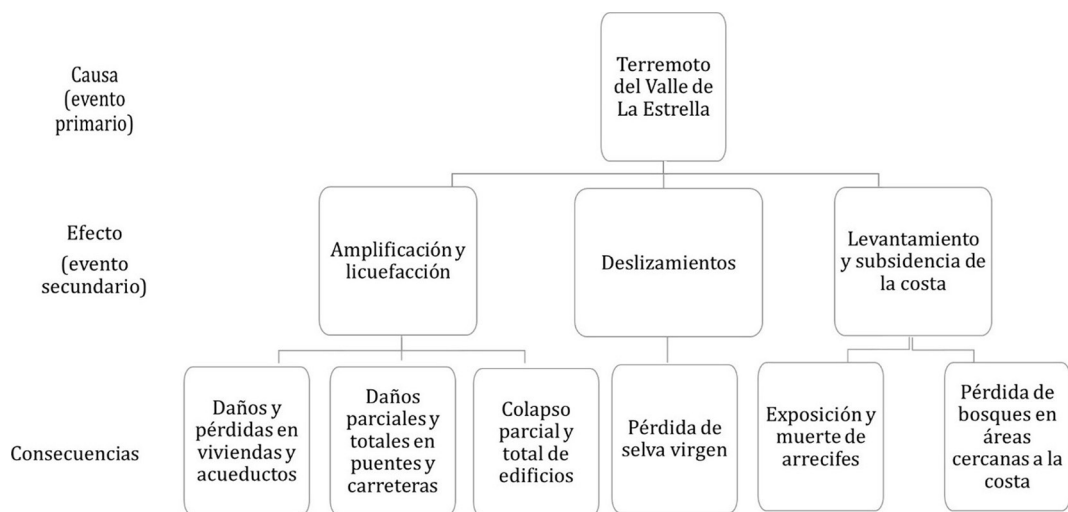 Causa
(evento
primario)
Terremoto
del Valle de
La Estrella
Efecto
(evento
secundario)
Amplificación y
licuefacción
Deslizamientos
Levantamiento
y subsidencia de
la costa
Consecuencias
Daños y
pérdidas en
viviendas y
acueductos
Daños
parciales y
totales en
puentes y
carreteras
Colapso
parcial y
total de
edificios
Pérdida de
selva virgen
Exposición y
muerte de
arrecifes
Pérdida de
bosques en
áreas
cercanas a la
costa